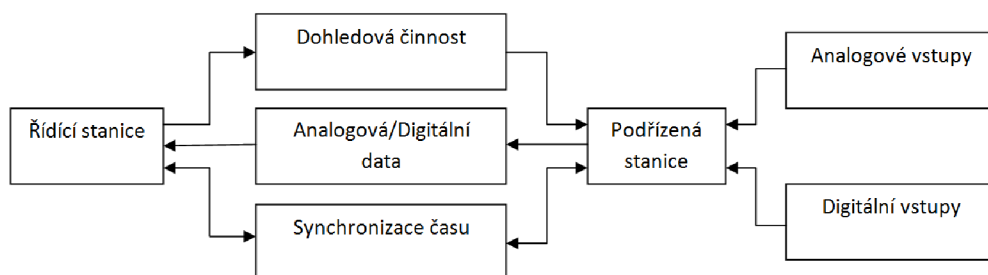 Dohledová činnost
Analogové vstupy
Řídící stanice
Analogová/Digitální
data
Podřízená
stanice
Synchronizace času
Digitální vstupy